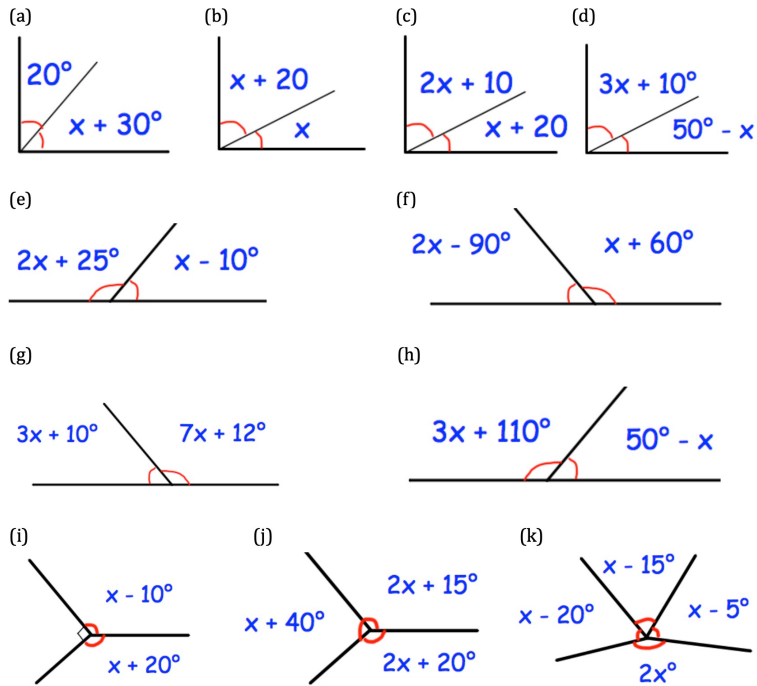 (a)
(b)
(c)
(d)
20°
x + 30°
x + 20
x
2x + 10
x + 20
3x + 10°
50° - x
(e)
(f)
2x + 25°
x - 10°
2x - 90°
x + 60°
(g)
(h)
3x + 10°
7x + 12°
3x + 110°
50° - x
(i)
(j)
(k)
x - 10°
x + 20°
x + 40°
2x + 15°
2x + 20°
x - 15°
x - 20°
x - 5°
2x°